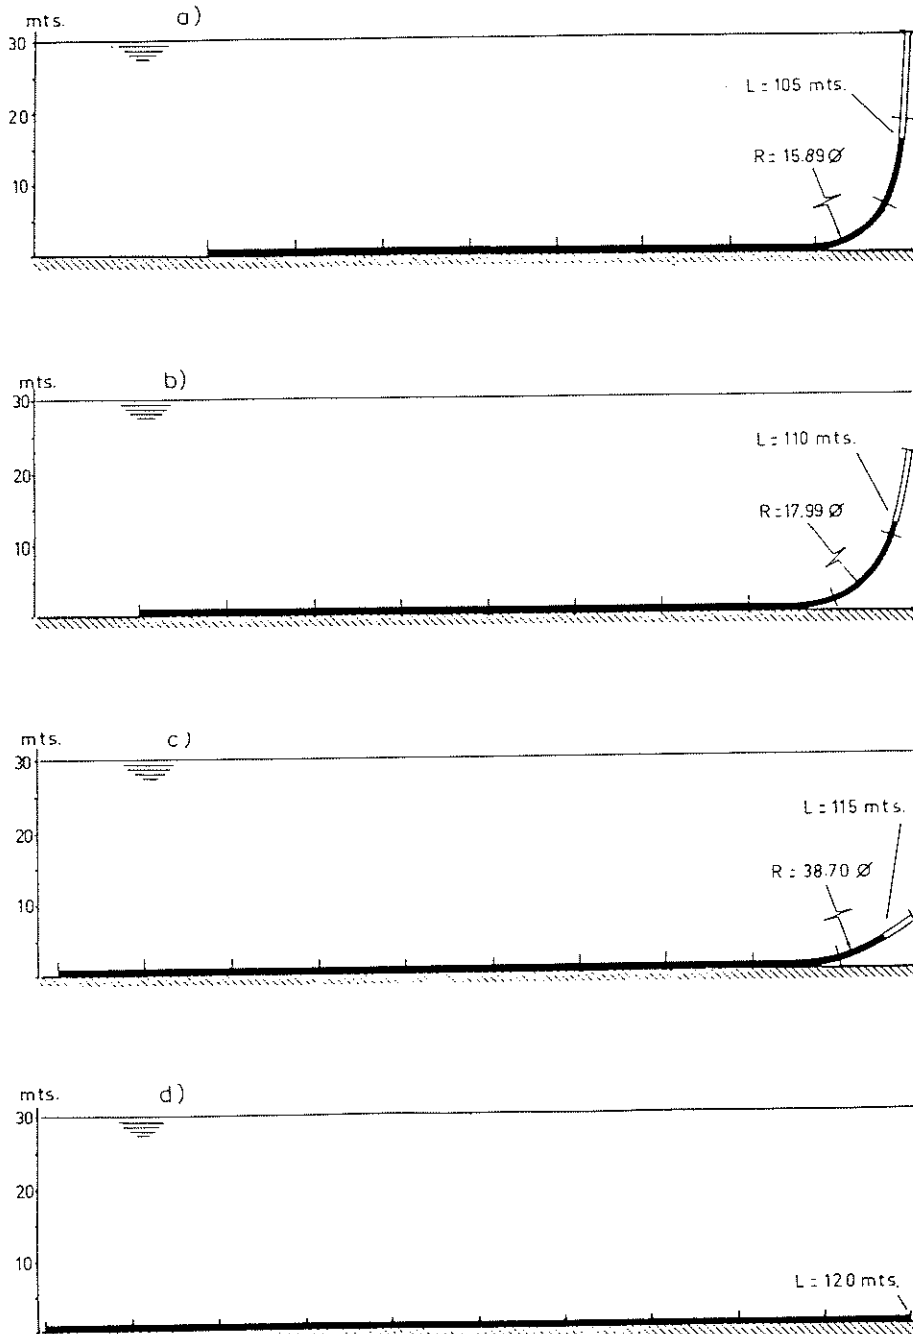 mts.
a)
30
20
10
L = 105 mts.
R = 15.89 Ø
mts.
b)
30
20
10
L = 110 mts.
R = 17.99 Ø
mts.
c)
30
20
10
L = 115 mts.
R = 38.70 Ø
mts.
d)
30
20
10
L = 120 mts.